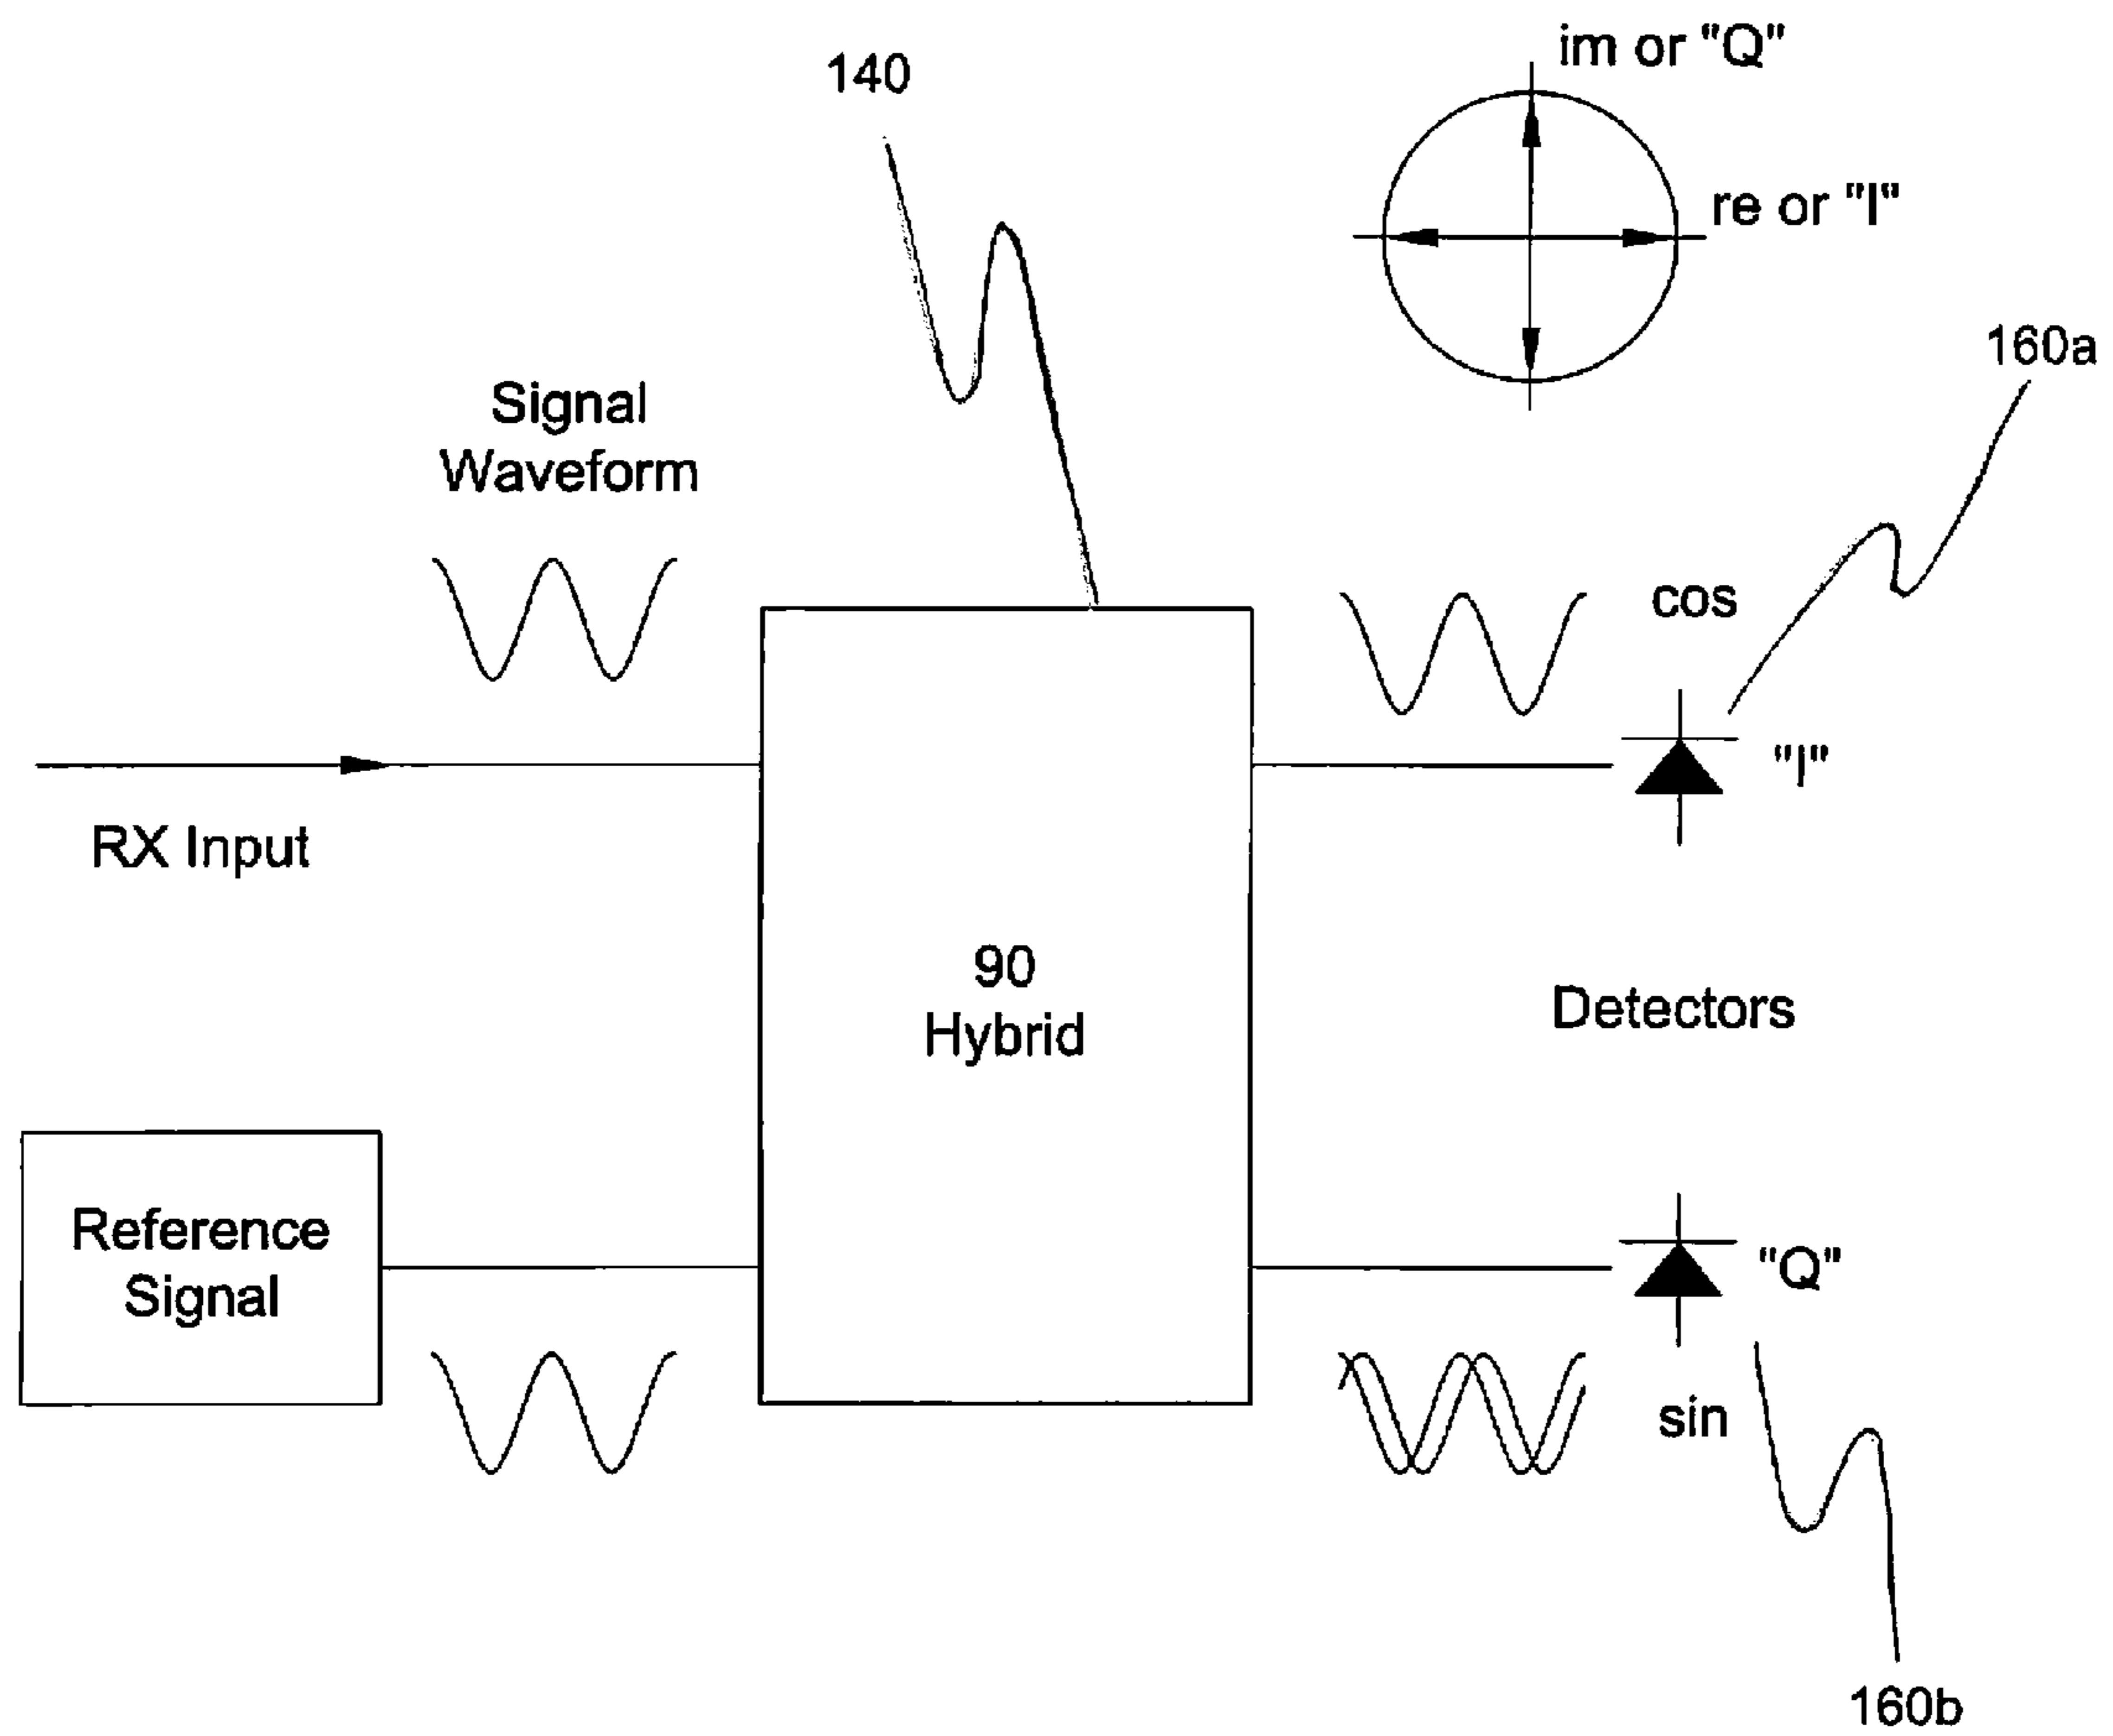 im or "Q"
140
re or "I"
160a
Signal
Waveform
cos
"I"
RX Input
90
Hybrid
Detectors
Reference
Signal
"Q"
sin
160b